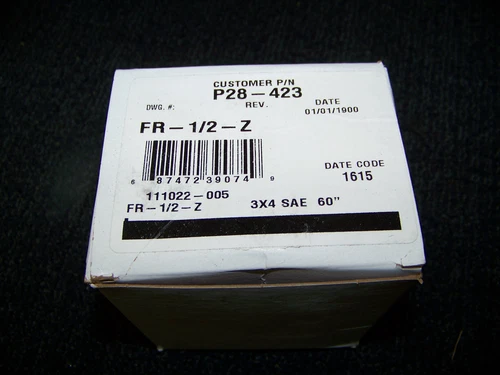 CUSTOMER P/N
P28-423
DWG. #: REV. DATE
01/01/1900
FR-1/2-Z
6 87472 39074 9
DATE CODE
1615
111022-005
FR-1/2-Z 3X4 SAE 60"